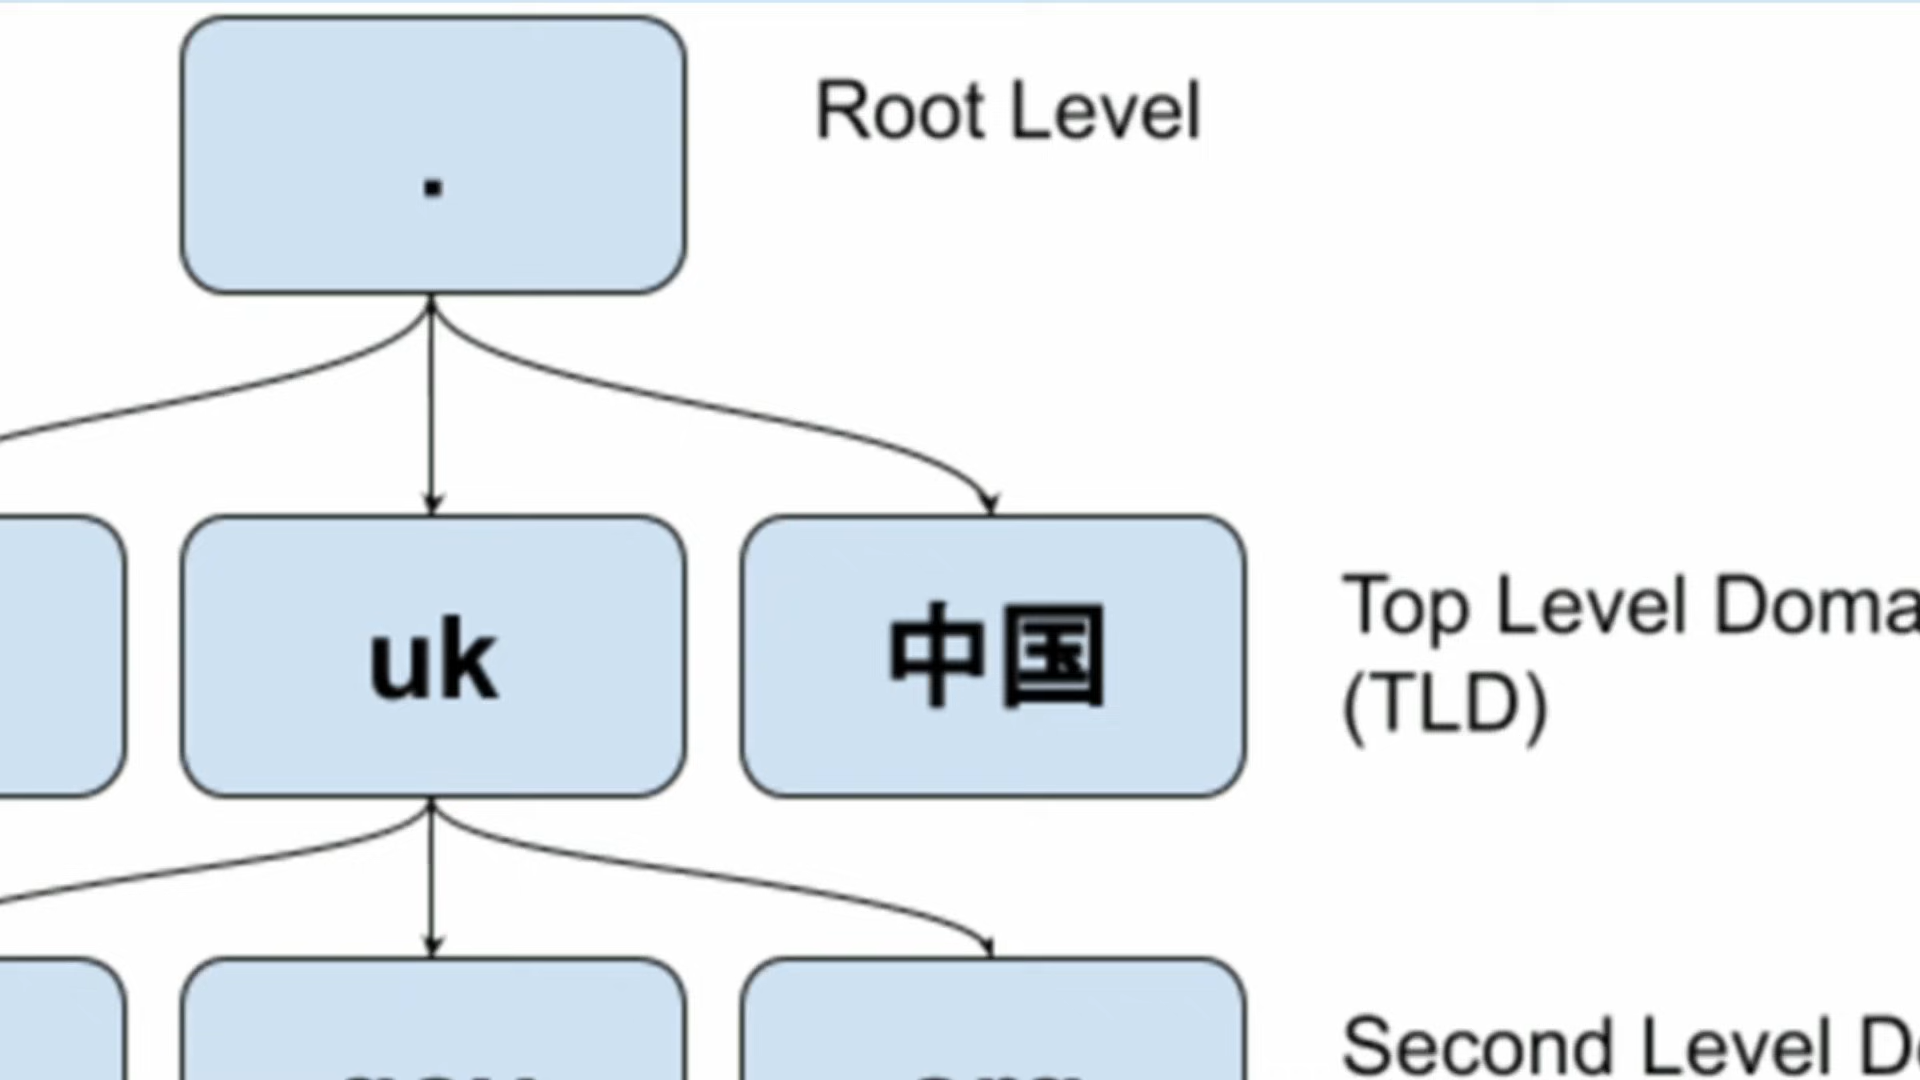 .
Root Level
uk
中国
Top Level Doma
(TLD)
Second Level D